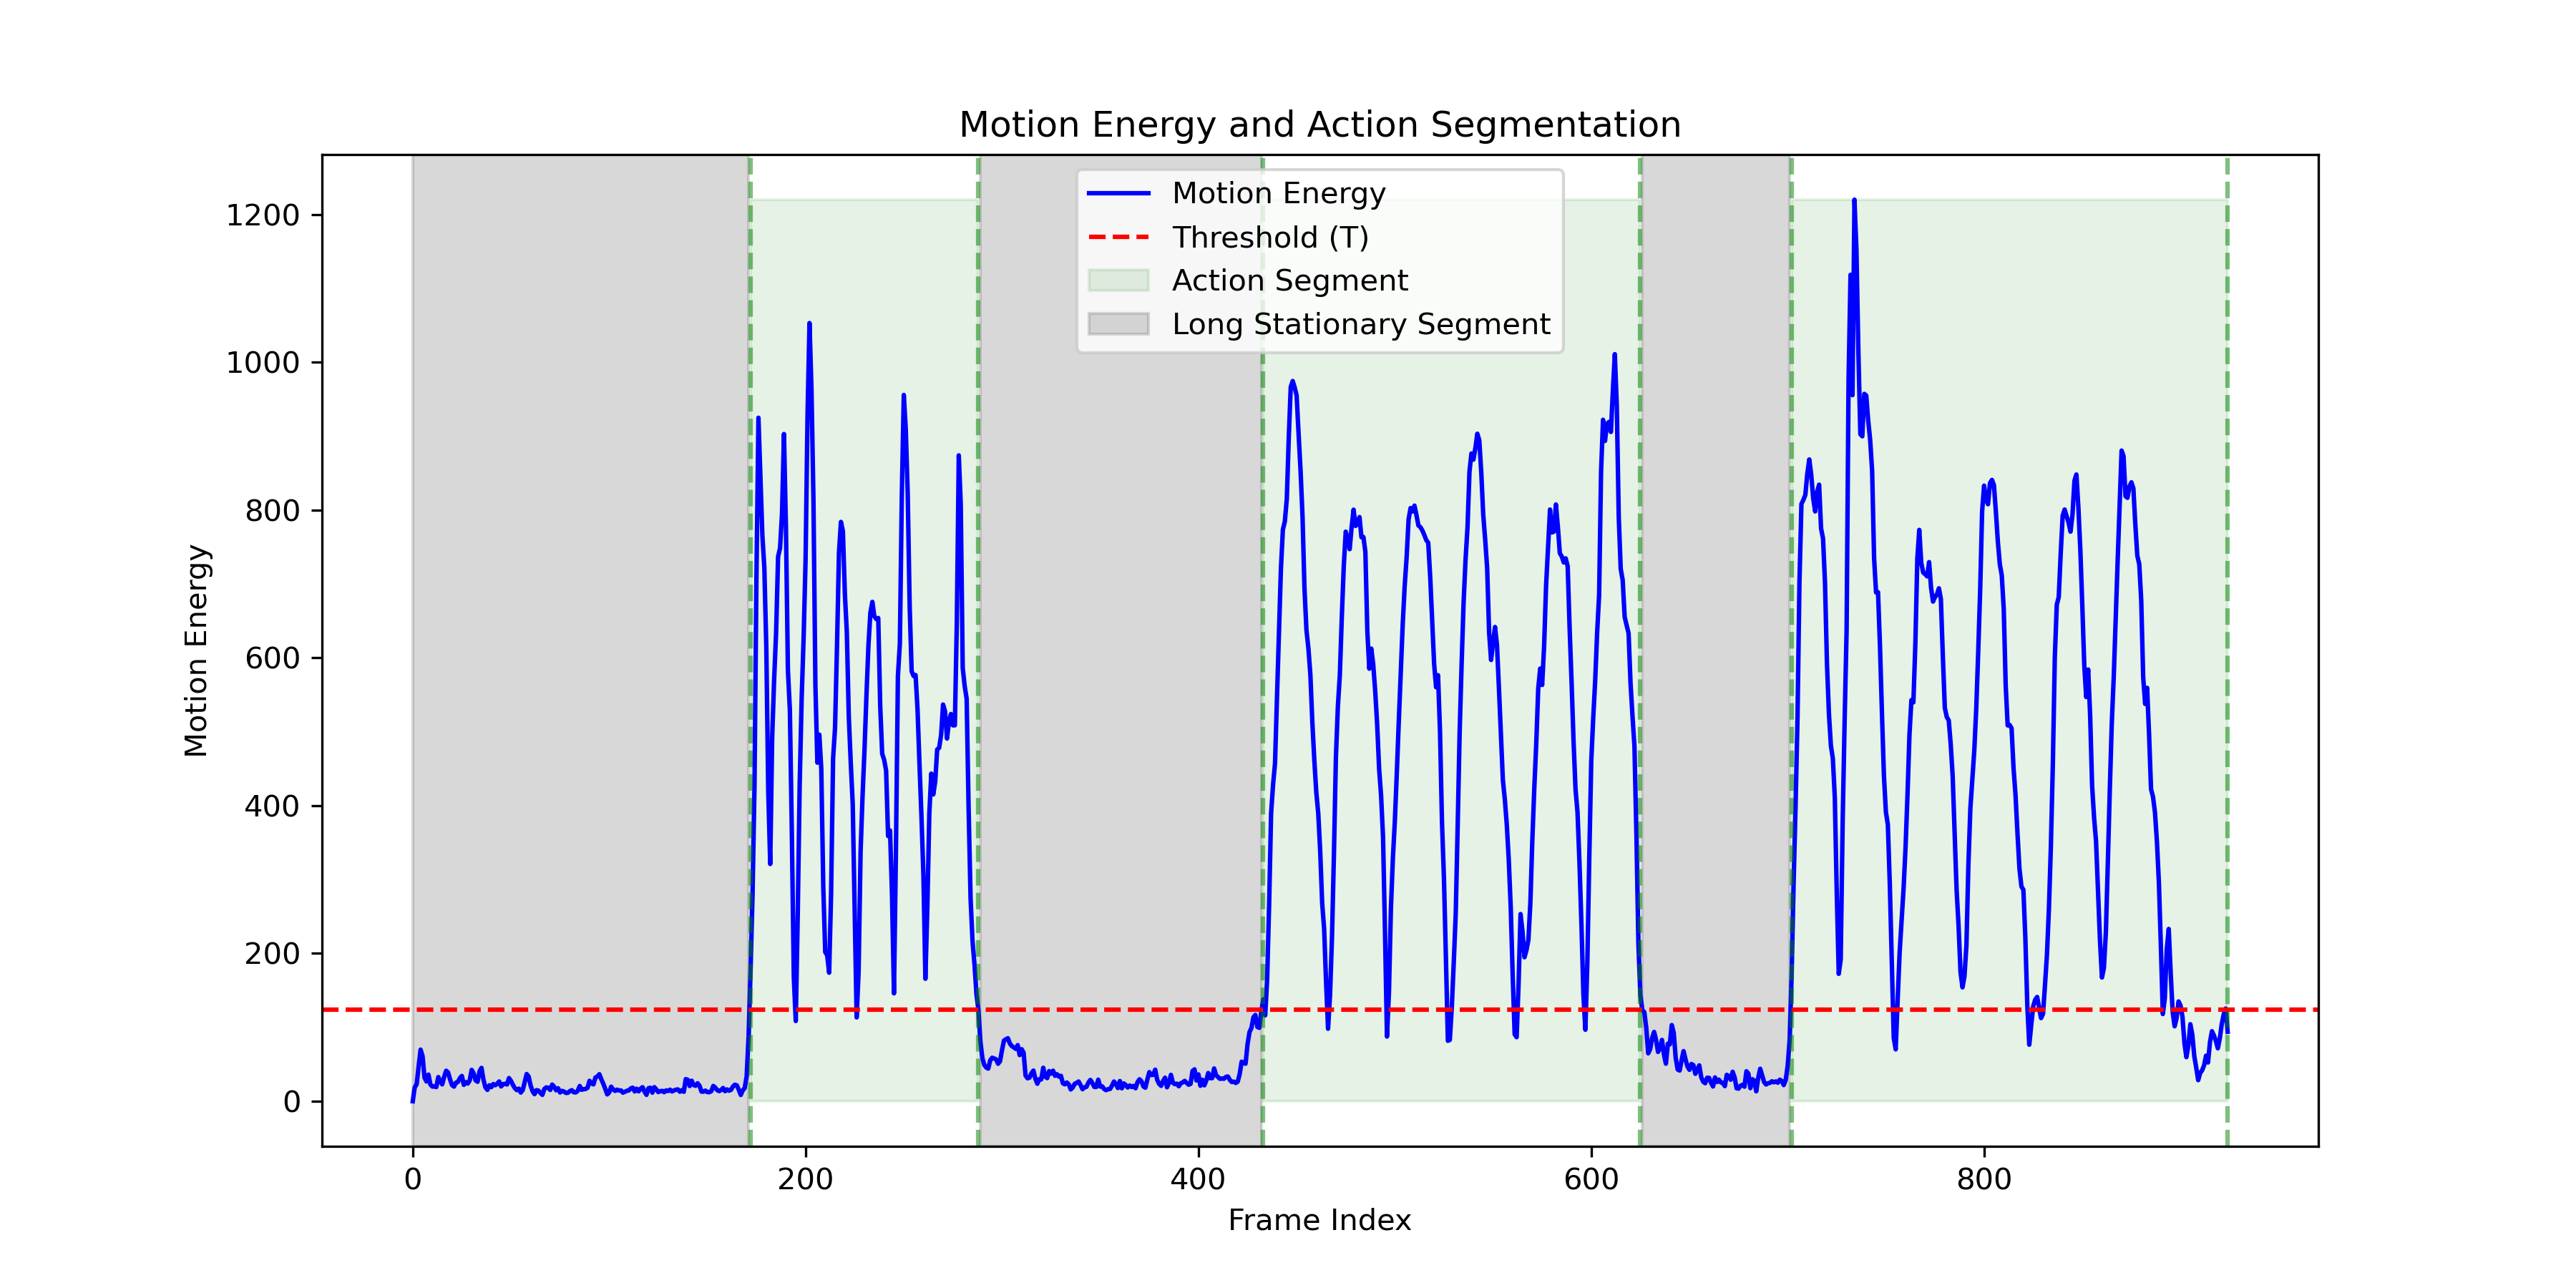 Motion Energy and Action Segmentation
Motion Energy
Threshold (T)
Action Segment
Long Stationary Segment
1200
1000
800
600
400
200
0
Motion Energy
0 200 400 600 800
Frame Index